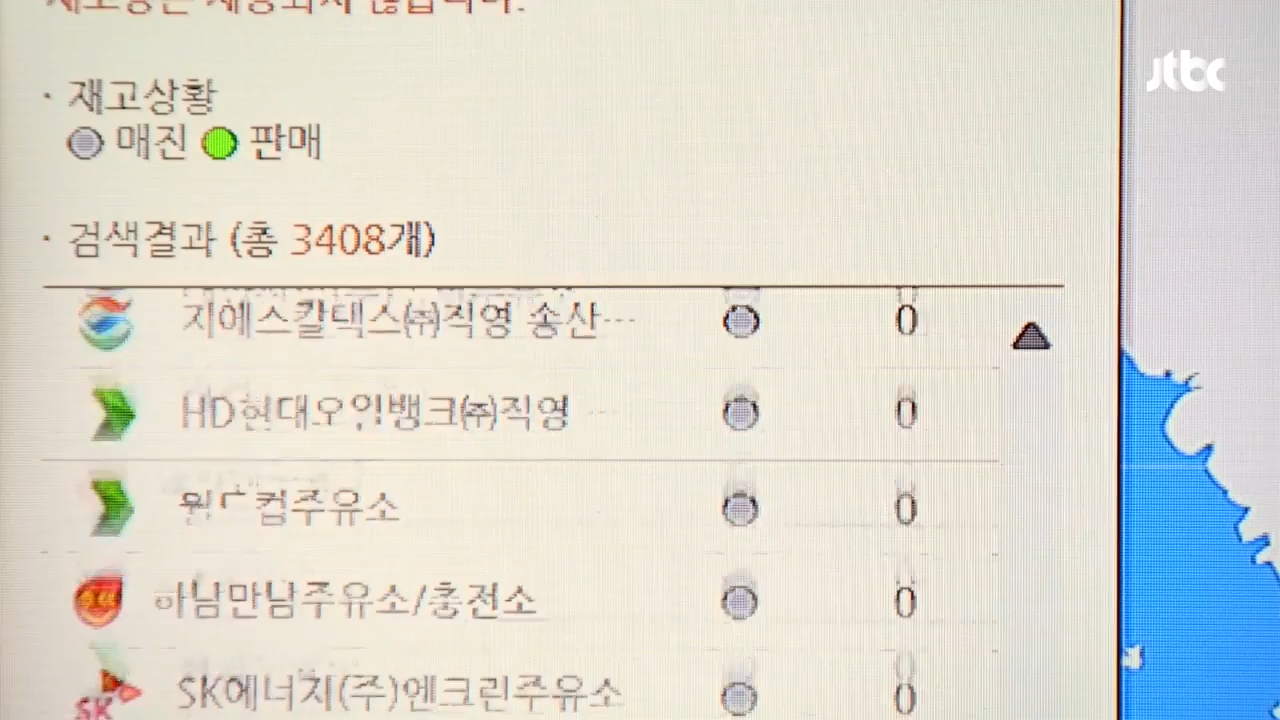 jtbc
· 재고상황
매진 판매
· 검색결과 (총 3408개)
지에스칼텍스㈜직영 송산… 0
HD현대오일뱅크㈜직영 … 0
컴주유소 0
하남만남주유소/충전소 0
SK에너지(주)엔크린주유소 0
SK